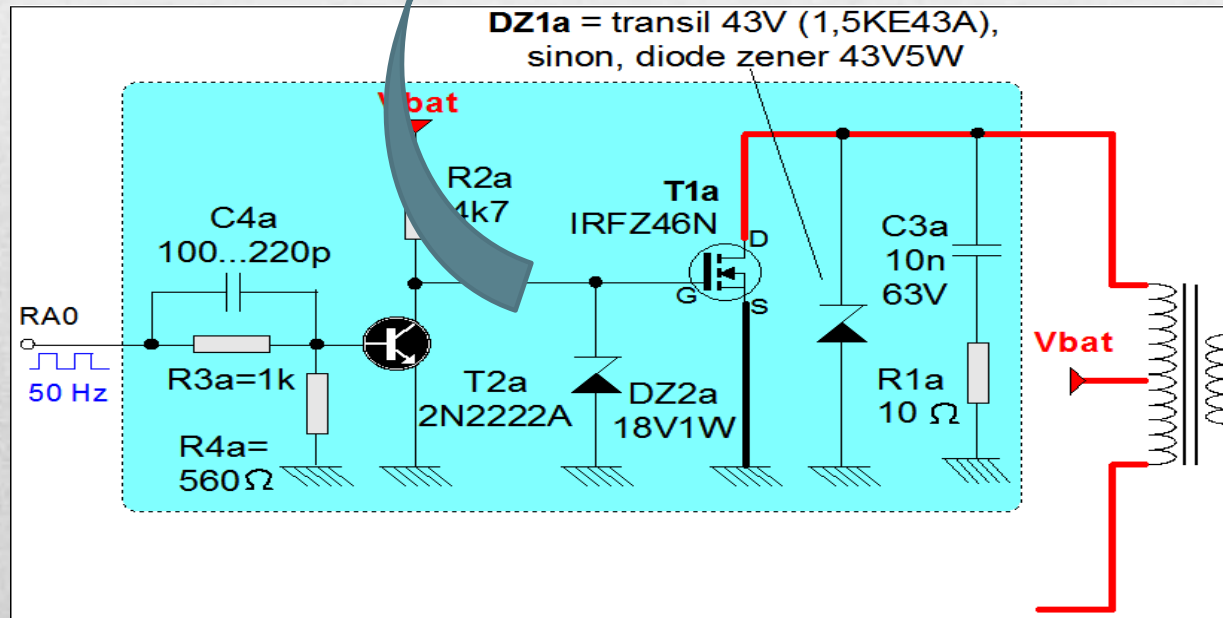 DZ1a = transil 43V (1,5KE43A),
sinon, diode zener 43V5W
Vbat
R2a
4k7
T1a
IRFZ46N
C4a
100...220p
D
G
S
C3a
10n
63V
RA0
50 Hz
R3a=1k
R4a=
560Ω
T2a
2N2222A
DZ2a
18V1W
R1a
10 Ω
Vbat